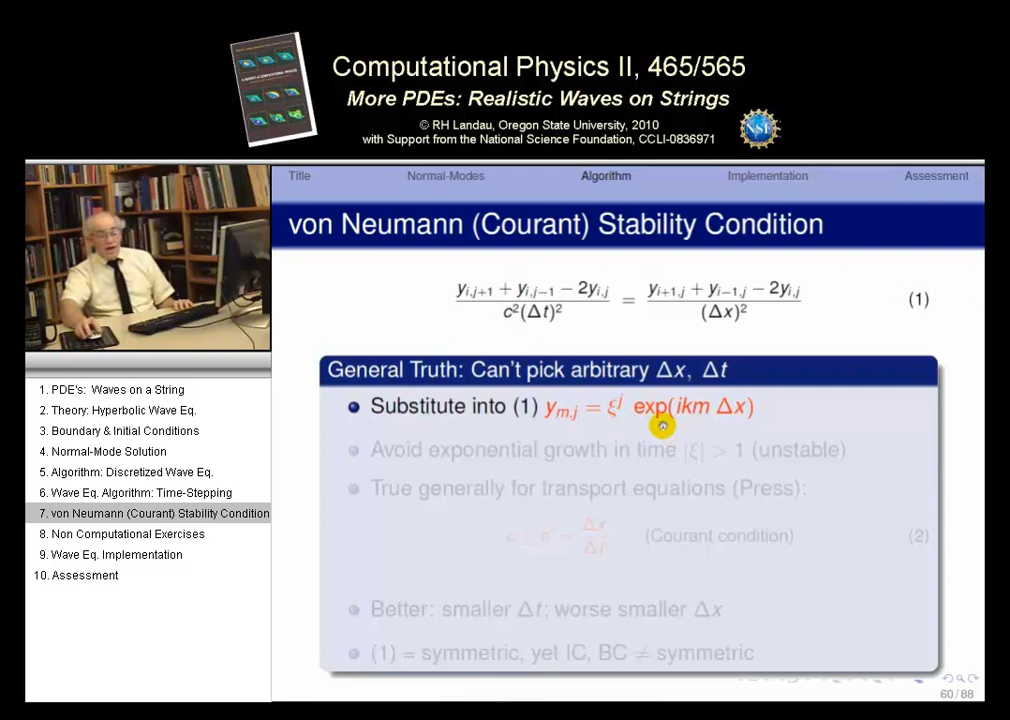 Computational Physics II, 465/565
More PDEs: Realistic Waves on Strings
© RH Landau, Oregon State University, 2010
with Support from the National Science Foundation, CCLI-0836971
NSF
Title Normal-Modes Algorithm Implementation Assessment
von Neumann (Courant) Stability Condition
y_{i,j+1} + y_{i,j−1} − 2y_{i,j} / c²(Δt)² = y_{i+1,j} + y_{i−1,j} − 2y_{i,j} / (Δx)² (1)
General Truth: Can't pick arbitrary Δx, Δt
Substitute into (1) y_{m,j} = ξ^j exp(ikm Δx)
Avoid exponential growth in time |ξ| > 1 (unstable)
True generally for transport equations (Press):
Δx / Δt (Courant condition) (2)
Better: smaller Δt; worse smaller Δx
(1) = symmetric, yet IC, BC ≠ symmetric
60/88
1. PDE's: Waves on a String
2. Theory: Hyperbolic Wave Eq.
3. Boundary & Initial Conditions
4. Normal-Mode Solution
5. Algorithm: Discretized Wave Eq.
6. Wave Eq. Algorithm: Time-Stepping
7. von Neumann (Courant) Stability Condition
8. Non Computational Exercises
9. Wave Eq. Implementation
10. Assessment